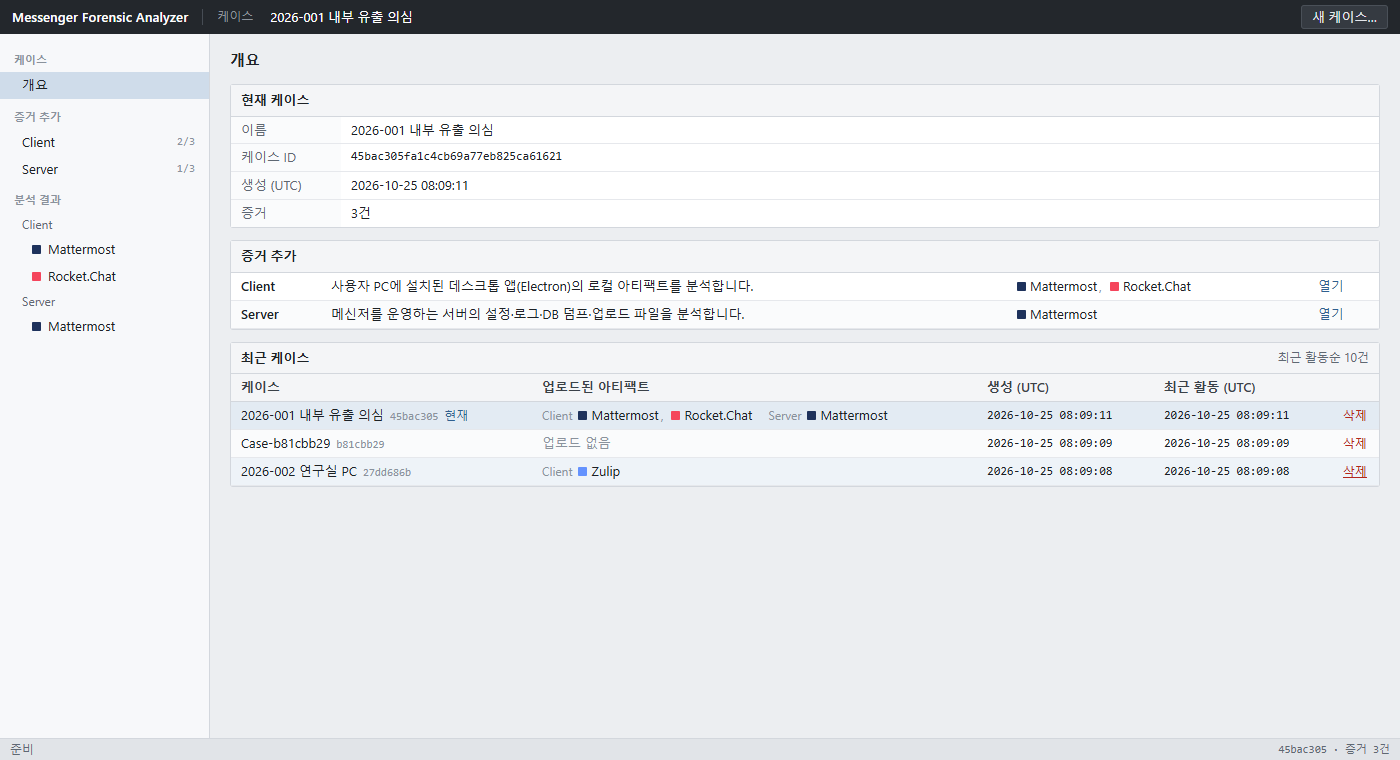 Messenger Forensic Analyzer 케이스 2026-001 내부 유출 의심 새 케이스...
케이스
개요
증거 추가
Client 2/3
Server 1/3
분석 결과
Client
Mattermost
Rocket.Chat
Server
Mattermost
개요
현재 케이스
이름 2026-001 내부 유출 의심
케이스 ID 45bac305fa1c4cb69a77eb825ca61621
생성 (UTC) 2026-10-25 08:09:11
증거 3건
증거 추가
Client 사용자 PC에 설치된 데스크톱 앱(Electron)의 로컬 아티팩트를 분석합니다. Mattermost, Rocket.Chat 열기
Server 메신저를 운영하는 서버의 설정·로그·DB 덤프·업로드 파일을 분석합니다. Mattermost 열기
최근 케이스 최근 활동순 10건
케이스 업로드된 아티팩트 생성 (UTC) 최근 활동 (UTC)
2026-001 내부 유출 의심 45bac305 현재 Client Mattermost, Rocket.Chat Server Mattermost 2026-10-25 08:09:11 2026-10-25 08:09:11 삭제
Case-b81cbb29 b81cbb29 업로드 없음 2026-10-25 08:09:09 2026-10-25 08:09:09 삭제
2026-002 연구실 PC 27dd686b Client Zulip 2026-10-25 08:09:08 2026-10-25 08:09:08 삭제
준비 45bac305 · 증거 3건